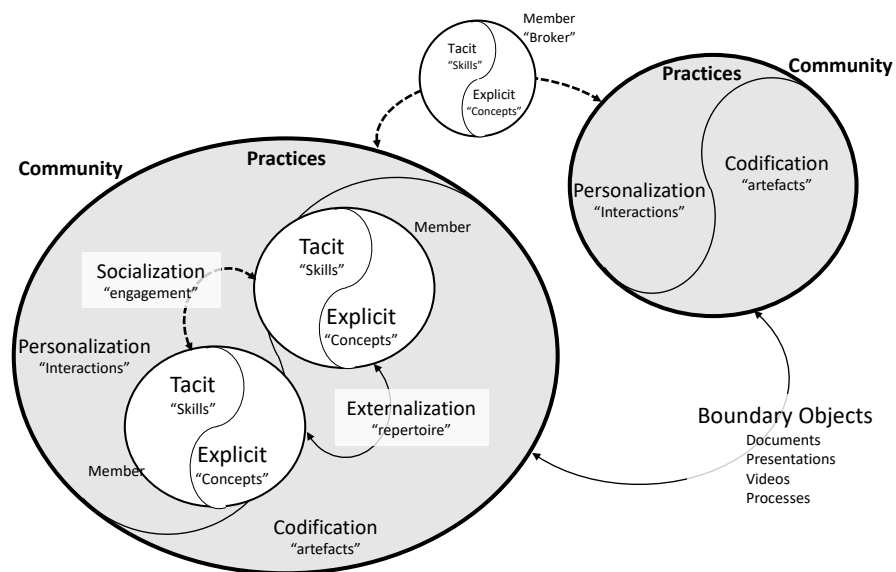 Member
“Broker”
Tacit
“Skills”
Explicit
“Concepts”
Practices
Community
Codification
“artefacts”
Personalization
“Interactions”
Community
Practices
Member
Tacit
“Skills”
Explicit
“Concepts”
Socialization
“engagement”
Personalization
“Interactions”
Tacit
“Skills”
Explicit
“Concepts”
Member
Externalization
“repertoire”
Codification
“artefacts”
Boundary Objects
Documents
Presentations
Videos
Processes